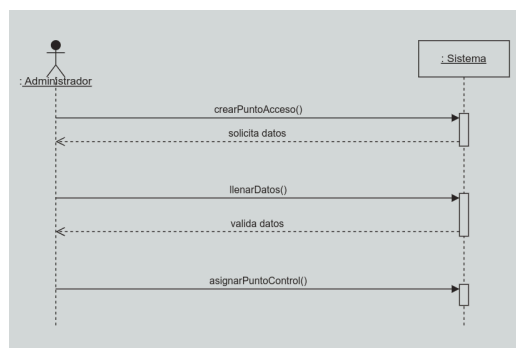 : Sistema
: Administrador
crearPuntoAcceso()
solicita datos
llenarDatos()
valida datos
asignarPuntoControl()